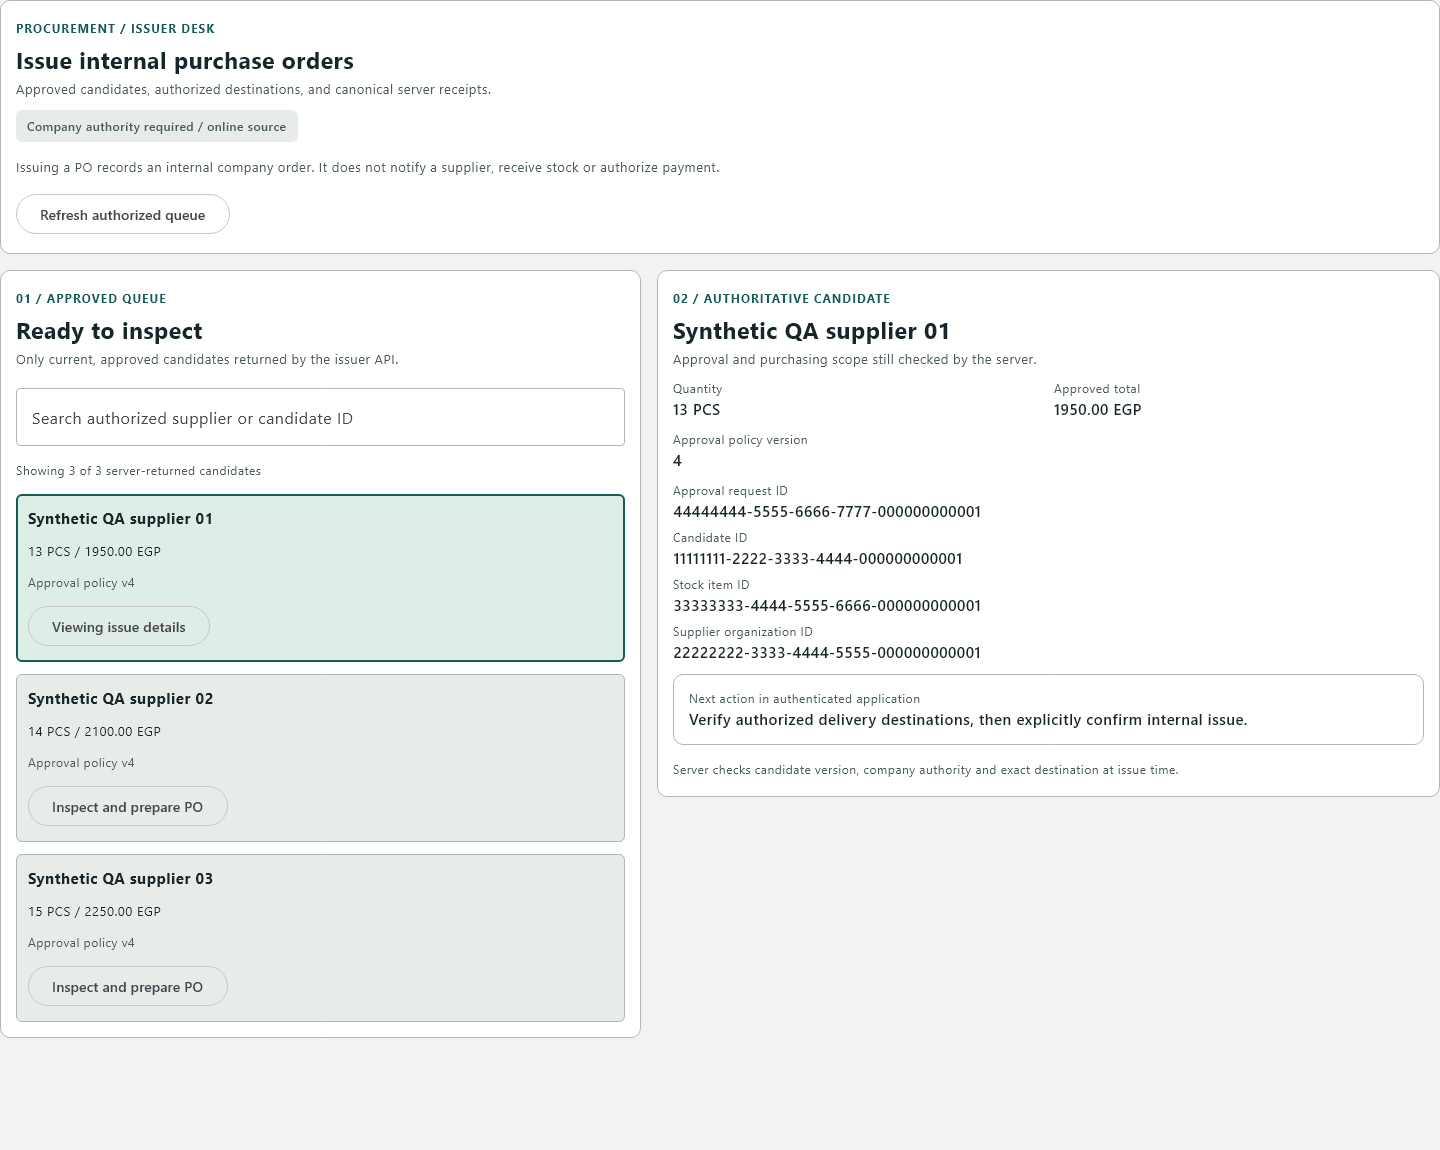 PROCUREMENT / ISSUER DESK
Issue internal purchase orders
Approved candidates, authorized destinations, and canonical server receipts.
Company authority required / online source
Issuing a PO records an internal company order. It does not notify a supplier, receive stock or authorize payment.
Refresh authorized queue
01 / APPROVED QUEUE
Ready to inspect
Only current, approved candidates returned by the issuer API.
Search authorized supplier or candidate ID
Showing 3 of 3 server-returned candidates
Synthetic QA supplier 01
13 PCS / 1950.00 EGP
Approval policy v4
Viewing issue details
Synthetic QA supplier 02
14 PCS / 2100.00 EGP
Approval policy v4
Inspect and prepare PO
Synthetic QA supplier 03
15 PCS / 2250.00 EGP
Approval policy v4
Inspect and prepare PO
02 / AUTHORITATIVE CANDIDATE
Synthetic QA supplier 01
Approval and purchasing scope still checked by the server.
Quantity
13 PCS
Approved total
1950.00 EGP
Approval policy version
4
Approval request ID
44444444-5555-6666-7777-000000000001
Candidate ID
11111111-2222-3333-4444-000000000001
Stock item ID
33333333-4444-5555-6666-000000000001
Supplier organization ID
22222222-3333-4444-5555-000000000001
Next action in authenticated application
Verify authorized delivery destinations, then explicitly confirm internal issue.
Server checks candidate version, company authority and exact destination at issue time.